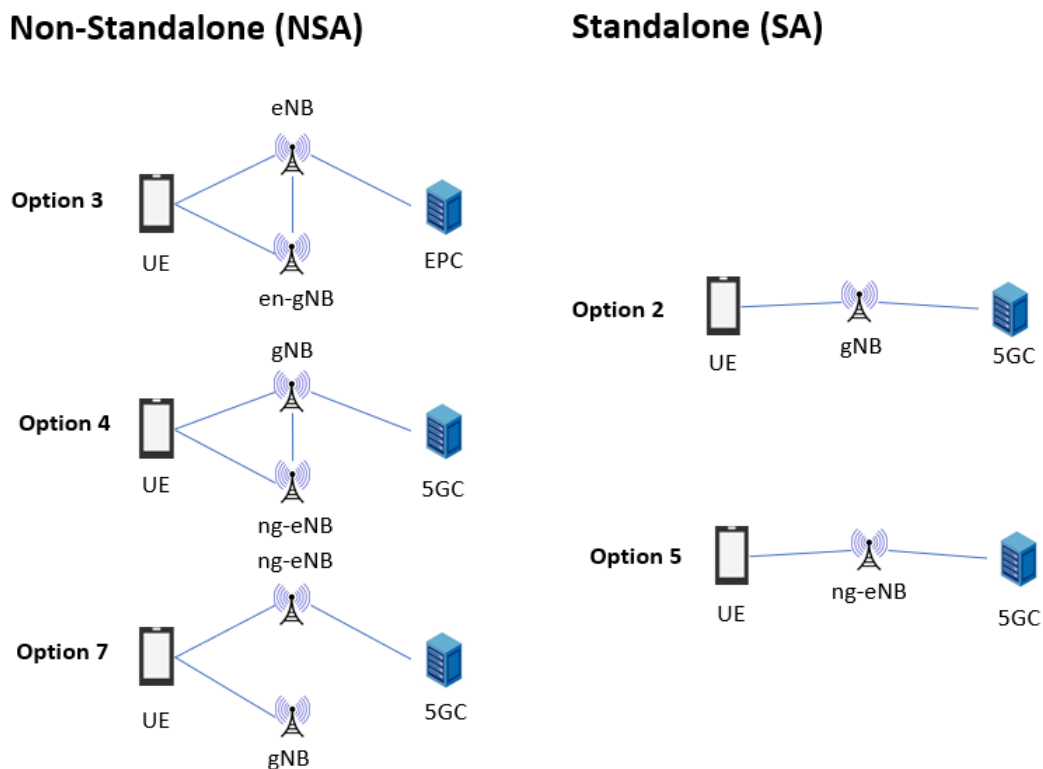 Non-Standalone (NSA)
eNB
Option 3
UE
EPC
en-gNB
gNB
Option 4
UE
5GC
ng-eNB
ng-eNB
Option 7
UE
5GC
gNB
Standalone (SA)
Option 2
UE
gNB
5GC
Option 5
UE
ng-eNB
5GC